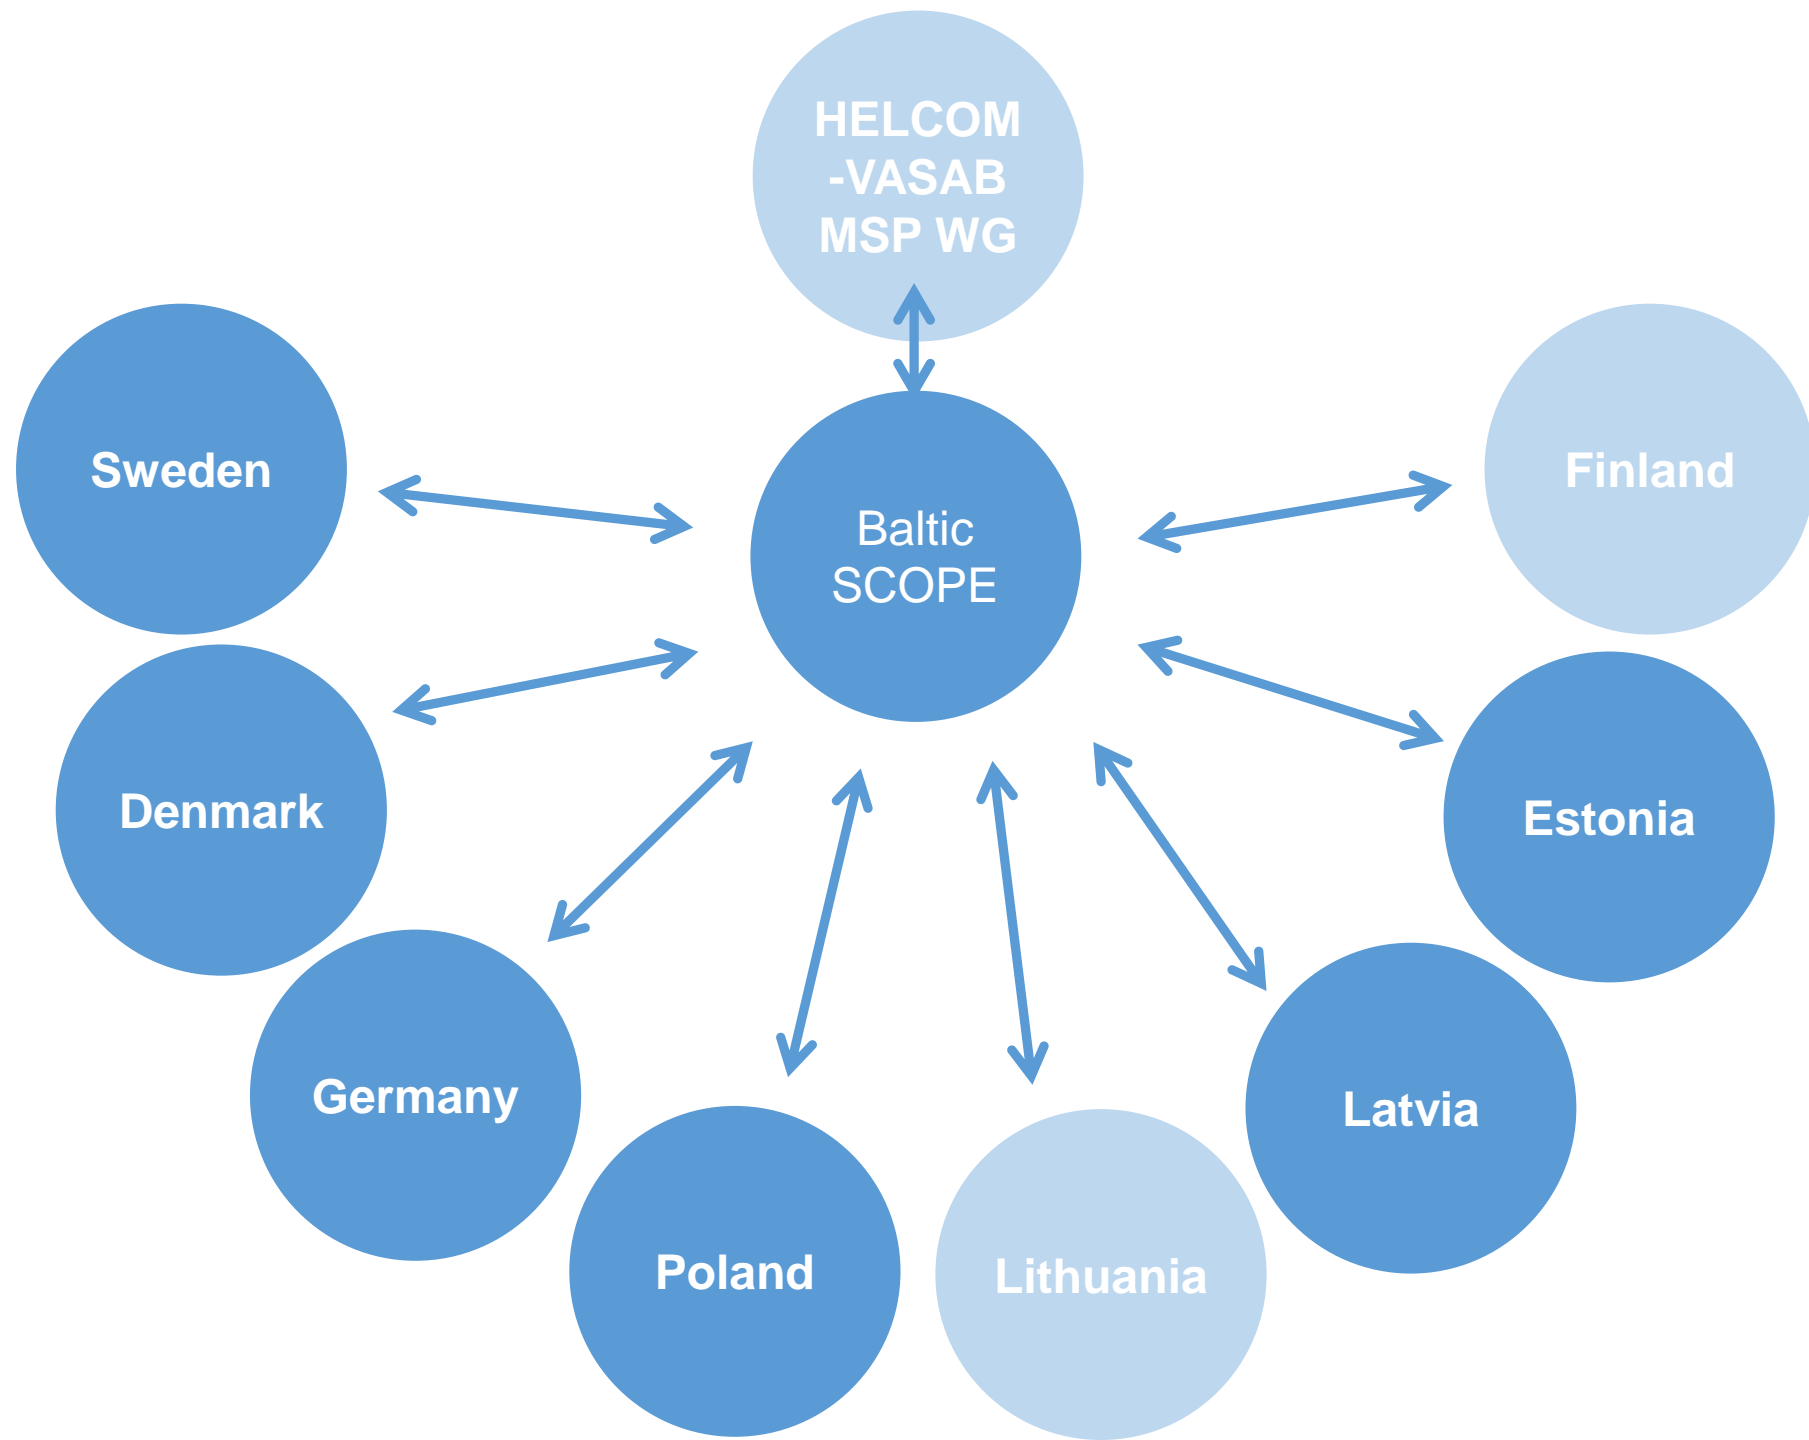 HELCOM
-VASAB
MSP WG
Sweden
Finland
Baltic
SCOPE
Denmark
Estonia
Germany
Latvia
Poland
Lithuania